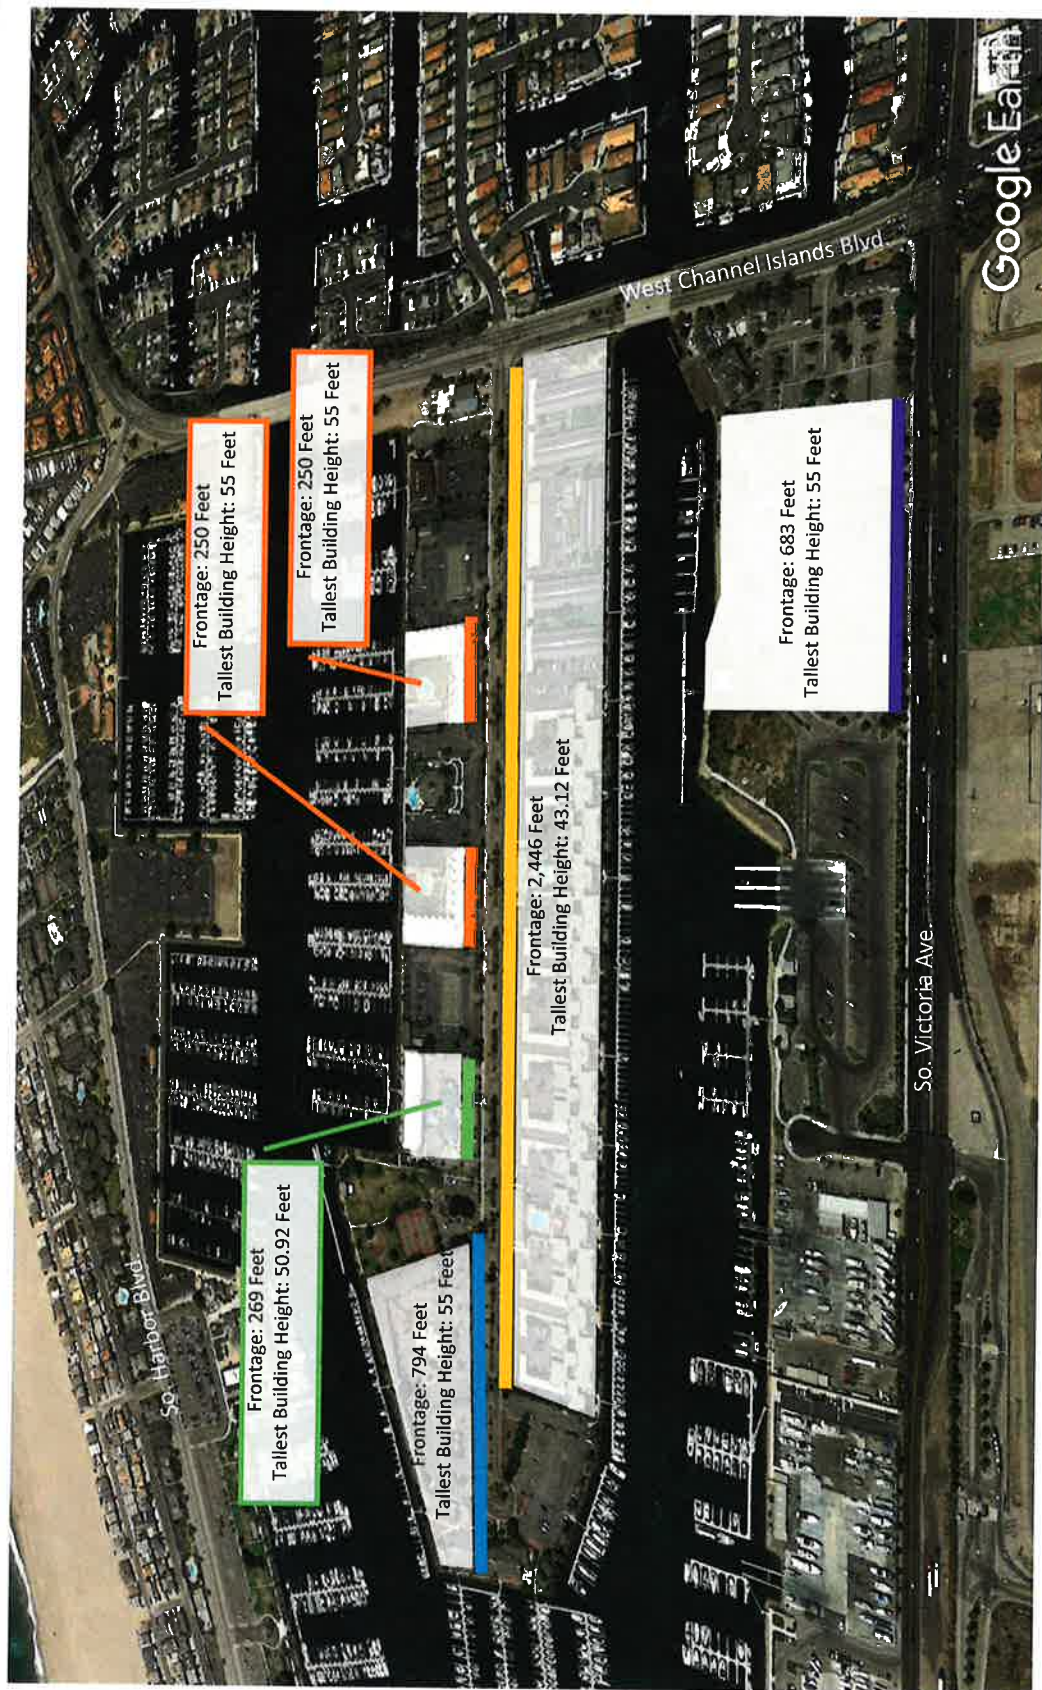 So. Harbor Blvd.
Frontage: 269 Feet
Tallest Building Height: 50.92 Feet
Frontage: 250 Feet
Tallest Building Height: 55 Feet
Frontage: 250 Feet
Tallest Building Height: 55 Feet
Frontage: 794 Feet
Tallest Building Height: 55 Feet
Frontage: 2,446 Feet
Tallest Building Height: 43.12 Feet
West Channel Islands Blvd.
Frontage: 683 Feet
Tallest Building Height: 55 Feet
So. Victoria Ave.
Google Earth